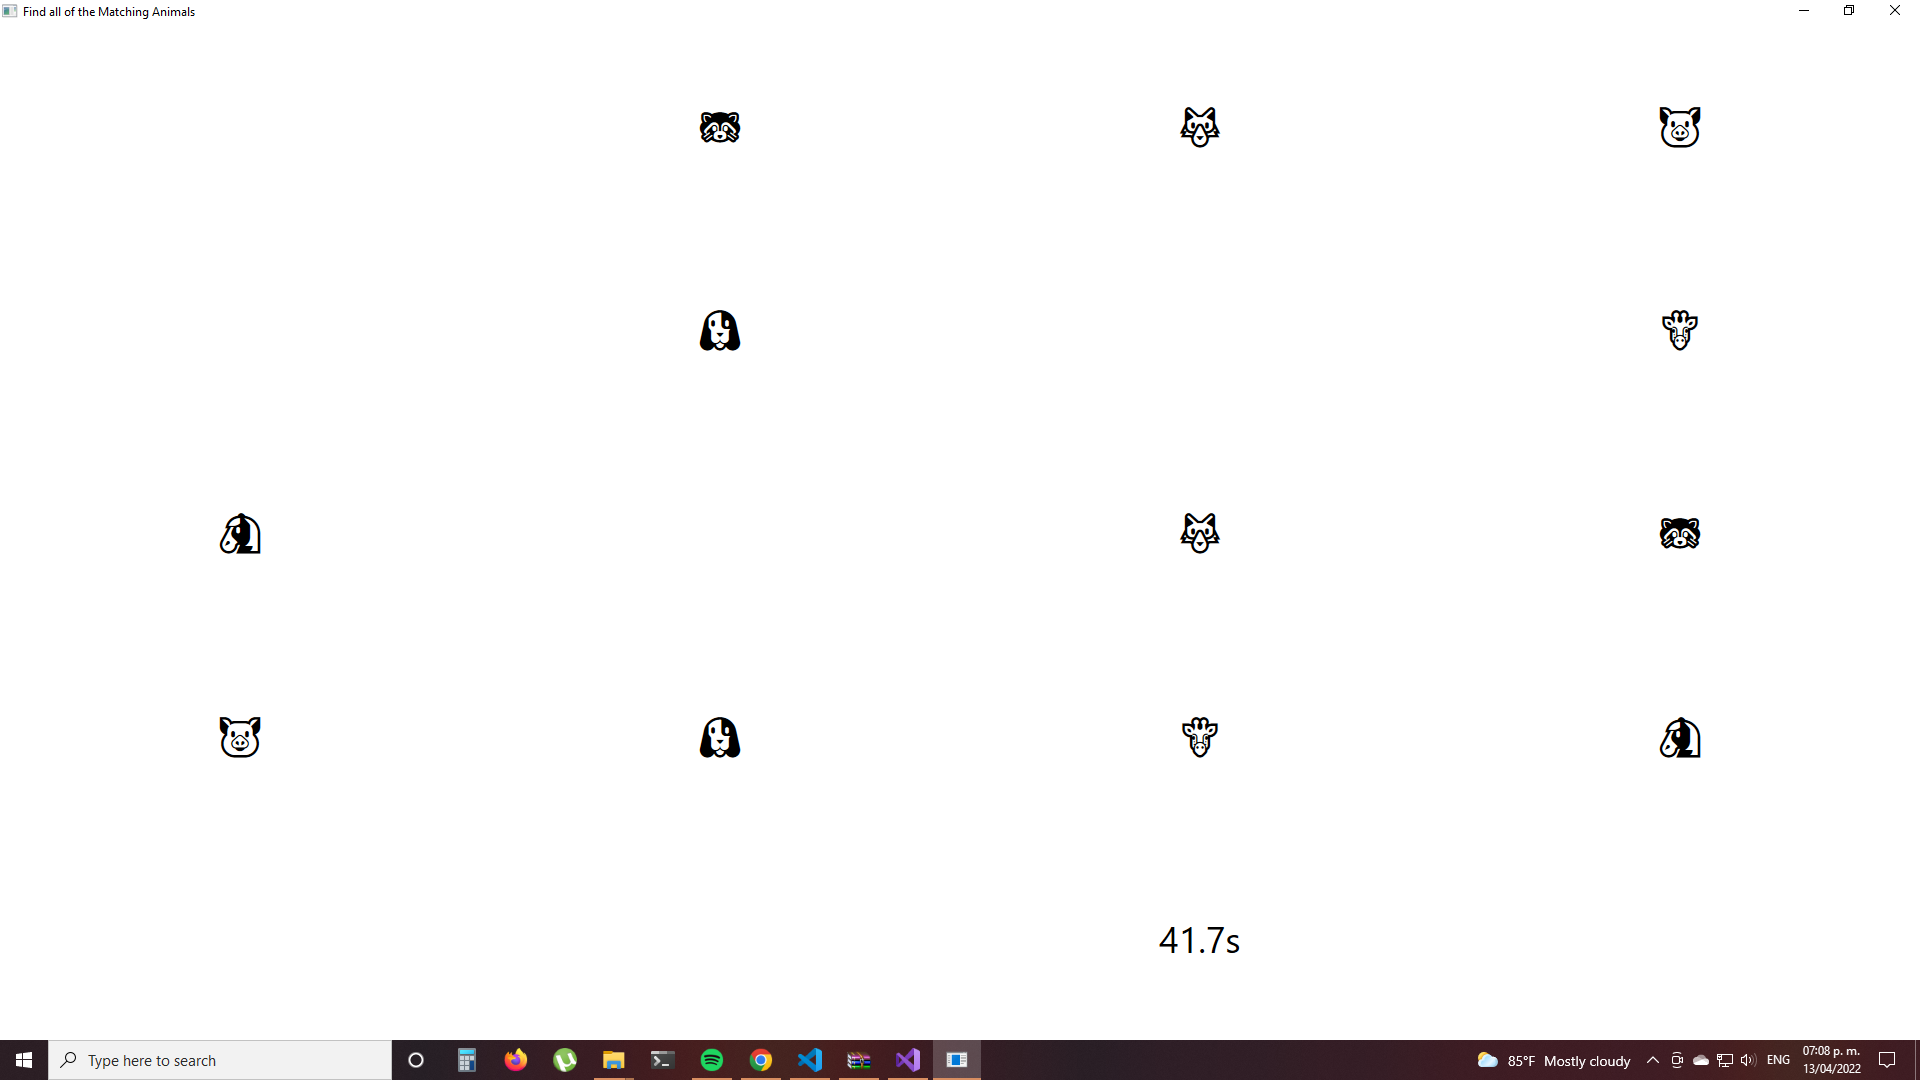 Find all of the Matching Animals
41.7s
Type here to search
85°F Mostly cloudy
ENG
07:08 p. m.
13/04/2022